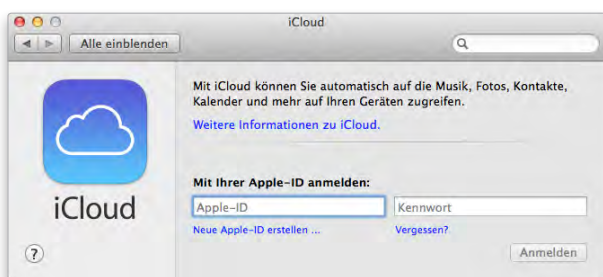 iCloud
Alle einblenden
Mit iCloud können Sie automatisch auf die Musik, Fotos, Kontakte,
Kalender und mehr auf Ihren Geräten zugreifen.
Weitere Informationen zu iCloud.
iCloud
Mit Ihrer Apple-ID anmelden:
Apple-ID Kennwort
Neue Apple-ID erstellen ... Vergessen?
? Anmelden